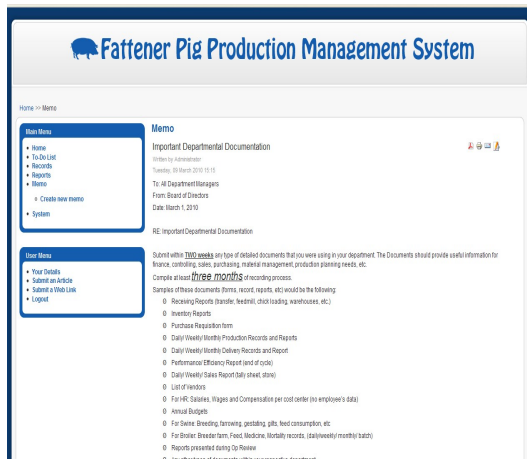 Fattener Pig Production Management System
Home >> Memo
Main Menu
Home
To-Do List
Records
Reports
Memo
Create new memo
System
User Menu
Your Details
Submit an Article
Submit a Web Link
Logout
Memo
Important Departmental Documentation
Written by Administrator
Tuesday, 09 March 2010 15:15
To: All Department Managers
From: Board of Directors
Date: March 1, 2010
RE: Important Departmental Documentation
Submit within TWO weeks any type of detailed documents that you were using in your department. The Documents should provide useful information for
finance, controlling, sales, purchasing, material management, production planning needs, etc.
Compile at least three months of recording process.
Samples of these documents (forms, record, reports, etc) would be the following:
Receiving Reports (transfer, feedmill, chick loading, warehouses, etc.)
Inventory Reports
Purchase Requisition form
Daily/ Weekly/ Monthly Production Records and Reports
Daily/ Weekly/ Monthly Delivery Records and Report
Performance/ Efficiency Report (end of cycle)
Daily/ Weekly/ Sales Report (tally sheet, store)
List of Vendors
For HR: Salaries, Wages and Compensation per cost center (no employee's data)
Annual Budgets
For Swine: Breeding, farrowing, gestating, gilts, feed consumption, etc
For Broiler: Breeder farm, Feed, Medicine, Mortality records, (daily/weekly/ monthly/ batch)
Reports presented during Op Review